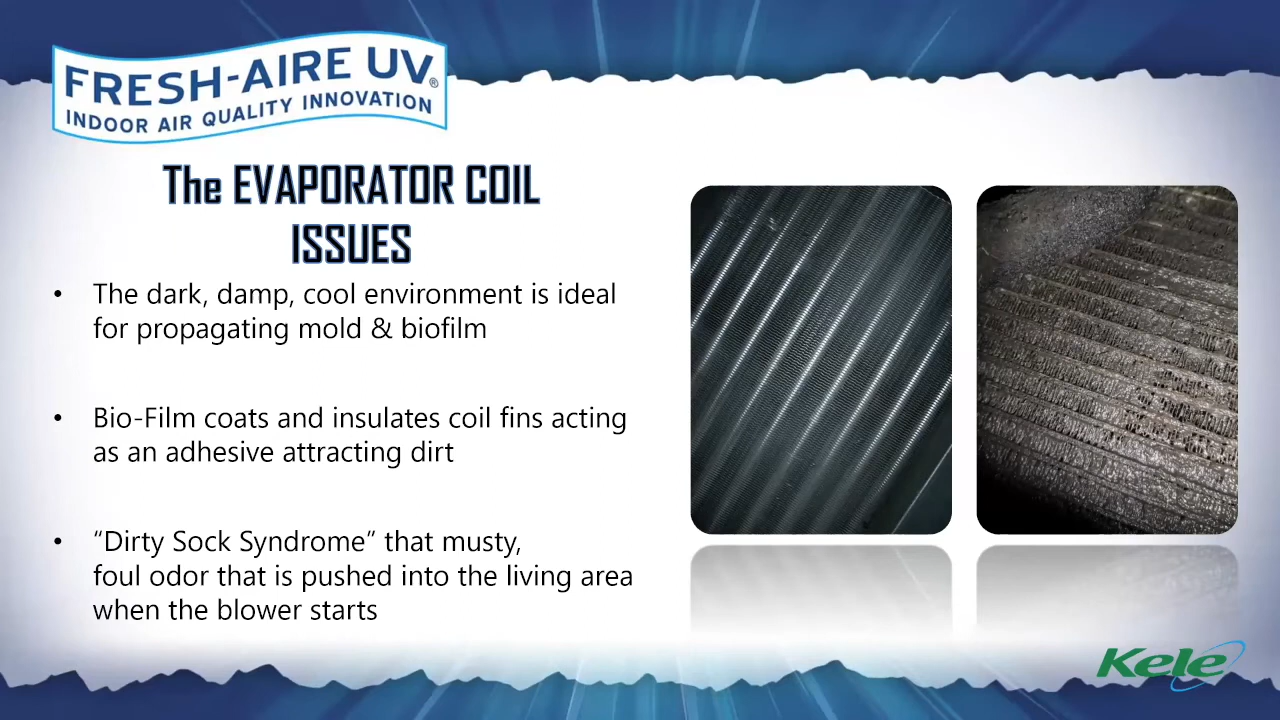 FRESH-AIRE UV®
INDOOR AIR QUALITY INNOVATION
The EVAPORATOR COIL
ISSUES
• The dark, damp, cool environment is ideal
for propagating mold & biofilm
• Bio-Film coats and insulates coil fins acting
as an adhesive attracting dirt
• “Dirty Sock Syndrome” that musty,
foul odor that is pushed into the living area
when the blower starts
Kele